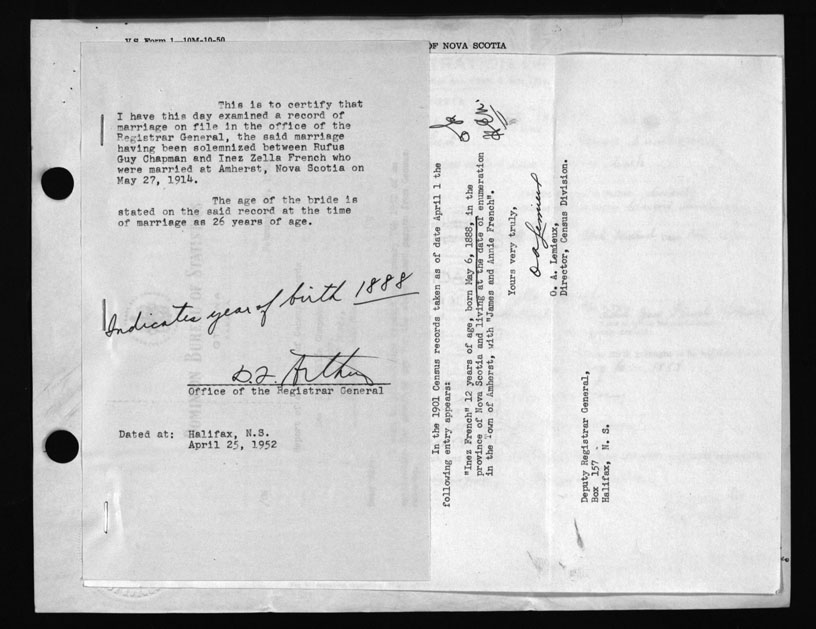 V.S. Form 1—10M-10-50
OF NOVA SCOTIA
This is to certify that
I have this day examined a record of
marriage on file in the office of the
Registrar General, the said marriage
having been solemnized between Rufus
Guy Chapman and Inez Zella French who
were married at Amherst, Nova Scotia on
May 27, 1914.
The age of the bride is
stated on the said record at the time
of marriage as 26 years of age.
Indicates year of birth 1888
Office of the Registrar General
Dated at: Halifax, N.S.
April 25, 1952
In the 1901 Census records taken as of date April 1 the
following entry appears:
"Inez French" 12 years of age, born May 6, 1888, in the
province of Nova Scotia and living at the date of enumeration
in the Town of Amherst, with "James and Annie French".
Yours very truly,
O A Lemieux
O. A. Lemieux,
Director, Census Division.
Deputy Registrar General,
Box 157
Halifax, N. S.